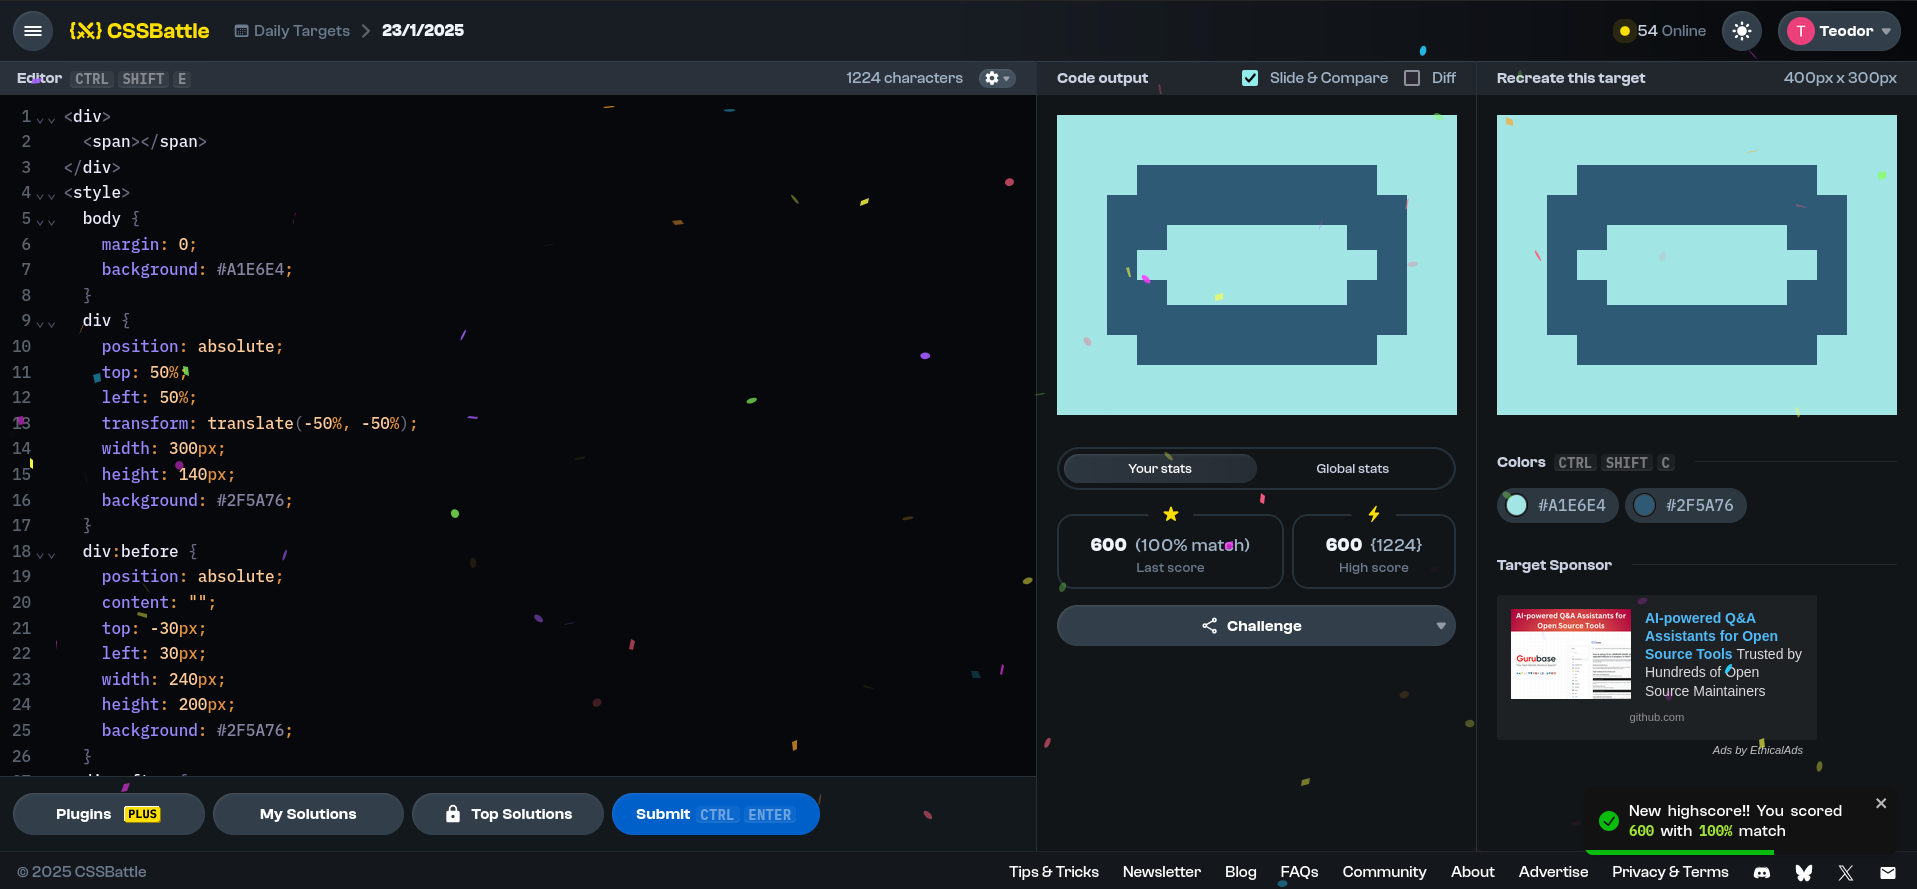 CSSBattle
Daily Targets
23/1/2025
54 Online
T
Teodor
Editor CTRL SHIFT E
1224 characters
1 <div>
2 <span></span>
3 </div>
4 <style>
5 body {
6 margin: 0;
7 background: #A1E6E4;
8 }
9 div {
10 position: absolute;
11 top: 50%;
12 left: 50%;
13 transform: translate(-50%, -50%);
14 width: 300px;
15 height: 140px;
16 background: #2F5A76;
17 }
18 div:before {
19 position: absolute;
20 content: "";
21 top: -30px;
22 left: 30px;
23 width: 240px;
24 height: 200px;
25 background: #2F5A76;
26 }
Plugins PLUS
My Solutions
Top Solutions
Submit CTRL ENTER
Code output
Slide & Compare
Diff
Your stats
Global stats
600 (100% match)
Last score
600 {1224}
High score
Challenge
Recreate this target
400px x 300px
Colors CTRL SHIFT C
#A1E6E4
#2F5A76
Target Sponsor
AI-powered Q&A Assistants for
Open Source Tools
Gurubase
AI-powered Q&A
Assistants for Open
Source Tools Trusted by
Hundreds of Open
Source Maintainers
github.com
Ads by EthicalAds
New highscore!! You scored
600 with 100% match
© 2025 CSSBattle
Tips & Tricks
Newsletter
Blog
FAQs
Community
About
Advertise
Privacy & Terms